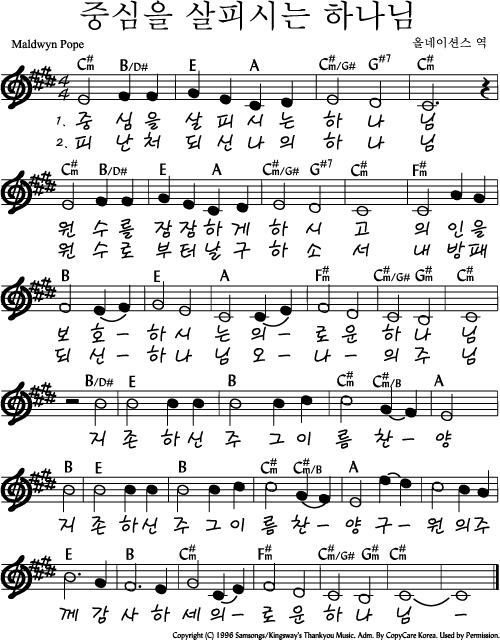 중심을 살피시는 하나님
Maldwyn Pope 올네이션스 역
C#m B/D# E A C#m/G# G#7 C#m
4/4
1. 중 심 을 살 피 시 는 하 나 님
2. 피 난 처 되 신 나 의 하 나 님
C#m B/D# E A C#m/G# G#7 C#m F#m
원 수 를 잠 잠 하 게 하 시 고 의 인 을
원 수 로 부 터 날 구 하 소 서 내 방 패
B E A F#m C#m/G# G#m C#m
보 호 - 하 시 는 의 - 로 운 하 나 님
되 신 - 하 나 님 오 - 나 - 의 주 님
B/D# E B C#m C#m/B A
거 존 하 신 주 그 이 름 찬 - 양
B E B C#m C#m/B A
거 존 하 신 주 그 이 름 찬 - 양 구 - 원 의 주
E B E C#m F#m C#m/G# G#m C#m
께 감 사 하 세 의 - 로 운 하 나 님 -
Copyright (C) 1996 Samsongs/Kingsway's Thankyou Music. Adm. By CopyCare Korea. Used by Permission.